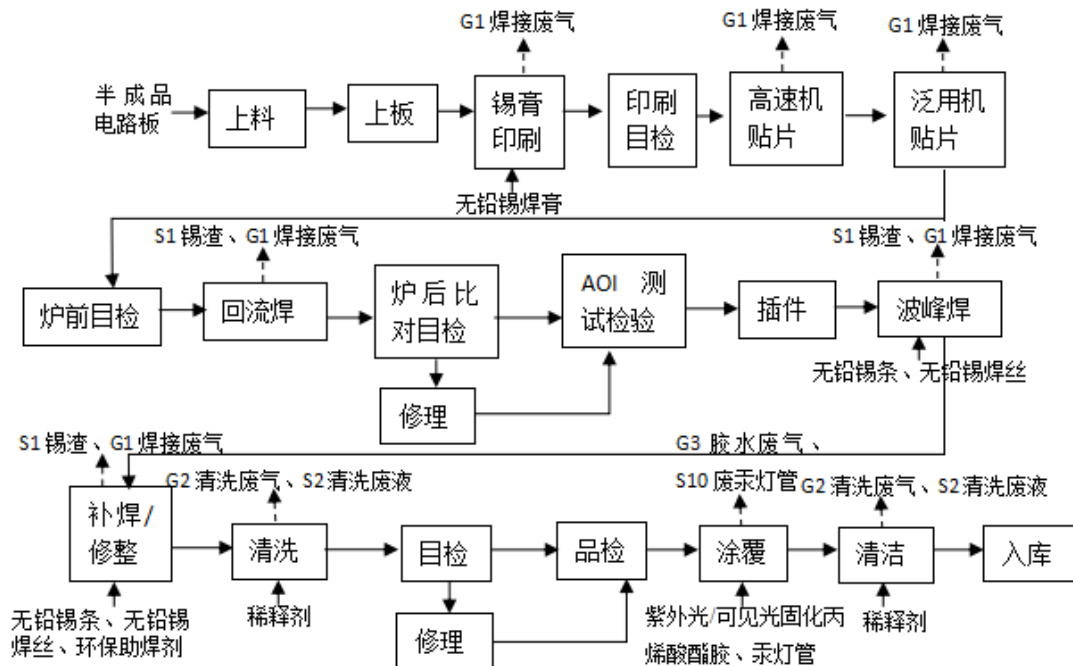 G1 焊接废气
G1 焊接废气
G1 焊接废气
半成品
电路板
上料
上板
锡膏
印刷
印刷
目检
高速机
贴片
泛用机
贴片
无铅锡焊膏
S1 锡渣、G1 焊接废气
S1 锡渣、G1 焊接废气
炉前目检
回流焊
炉后比
对目检
AOI 测
试检验
插件
波峰焊
修理
无铅锡条、无铅锡焊丝
S1 锡渣、G1 焊接废气
G3 胶水废气、
G2 清洗废气、S2 清洗废液
S10 废汞灯管
G2 清洗废气、S2 清洗废液
补焊/
修整
清洗
目检
品检
涂覆
清洁
入库
无铅锡条、无铅锡
焊丝、环保助焊剂
稀释剂
修理
紫外光/可见光固化丙
烯酸酯胶、汞灯管
稀释剂